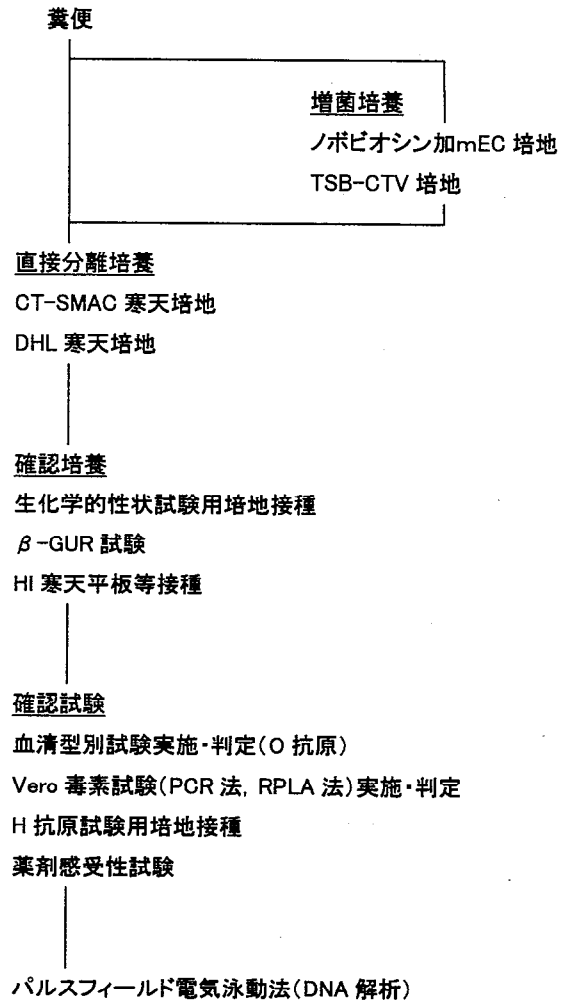 糞便
増菌培養
ノボビオシン加mEC 培地
TSB-CTV 培地
直接分離培養
CT-SMAC 寒天培地
DHL 寒天培地
確認培養
生化学的性状試験用培地接種
β-GUR 試験
HI 寒天平板等接種
確認試験
血清型別試験実施・判定(O 抗原)
Vero 毒素試験(PCR 法, RPLA 法)実施・判定
H 抗原試験用培地接種
薬剤感受性試験
パルスフィールド電気泳動法(DNA 解析)